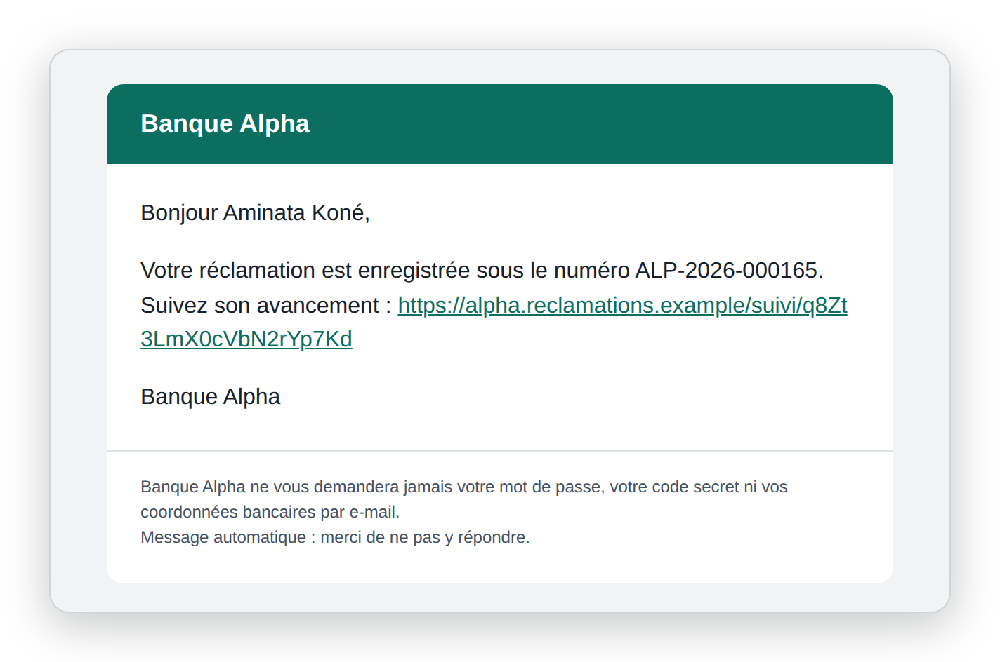 Banque Alpha
Bonjour Aminata Koné,
Votre réclamation est enregistrée sous le numéro ALP-2026-000165.
Suivez son avancement : https://alpha.reclamations.example/suivi/q8Zt
3LmX0cVbN2rYp7Kd
Banque Alpha
Banque Alpha ne vous demandera jamais votre mot de passe, votre code secret ni vos
coordonnées bancaires par e-mail.
Message automatique : merci de ne pas y répondre.